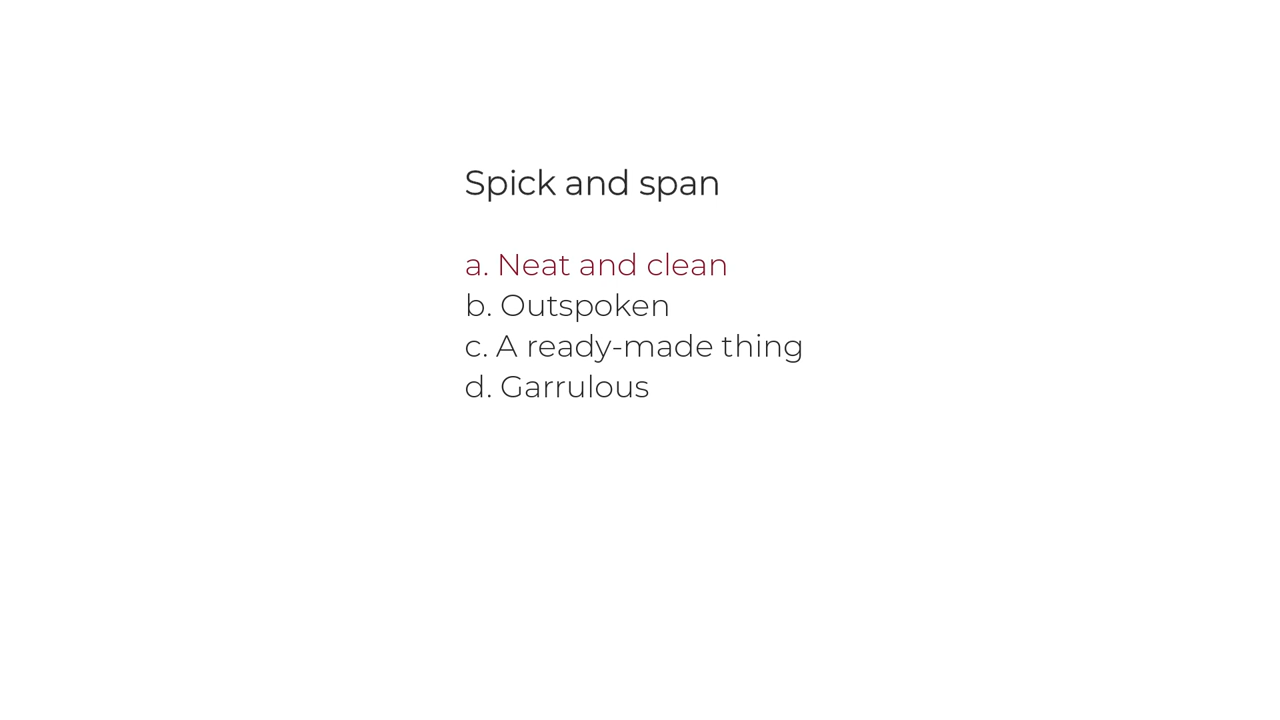 Spick and span
a. Neat and clean
b. Outspoken
c. A ready-made thing
d. Garrulous